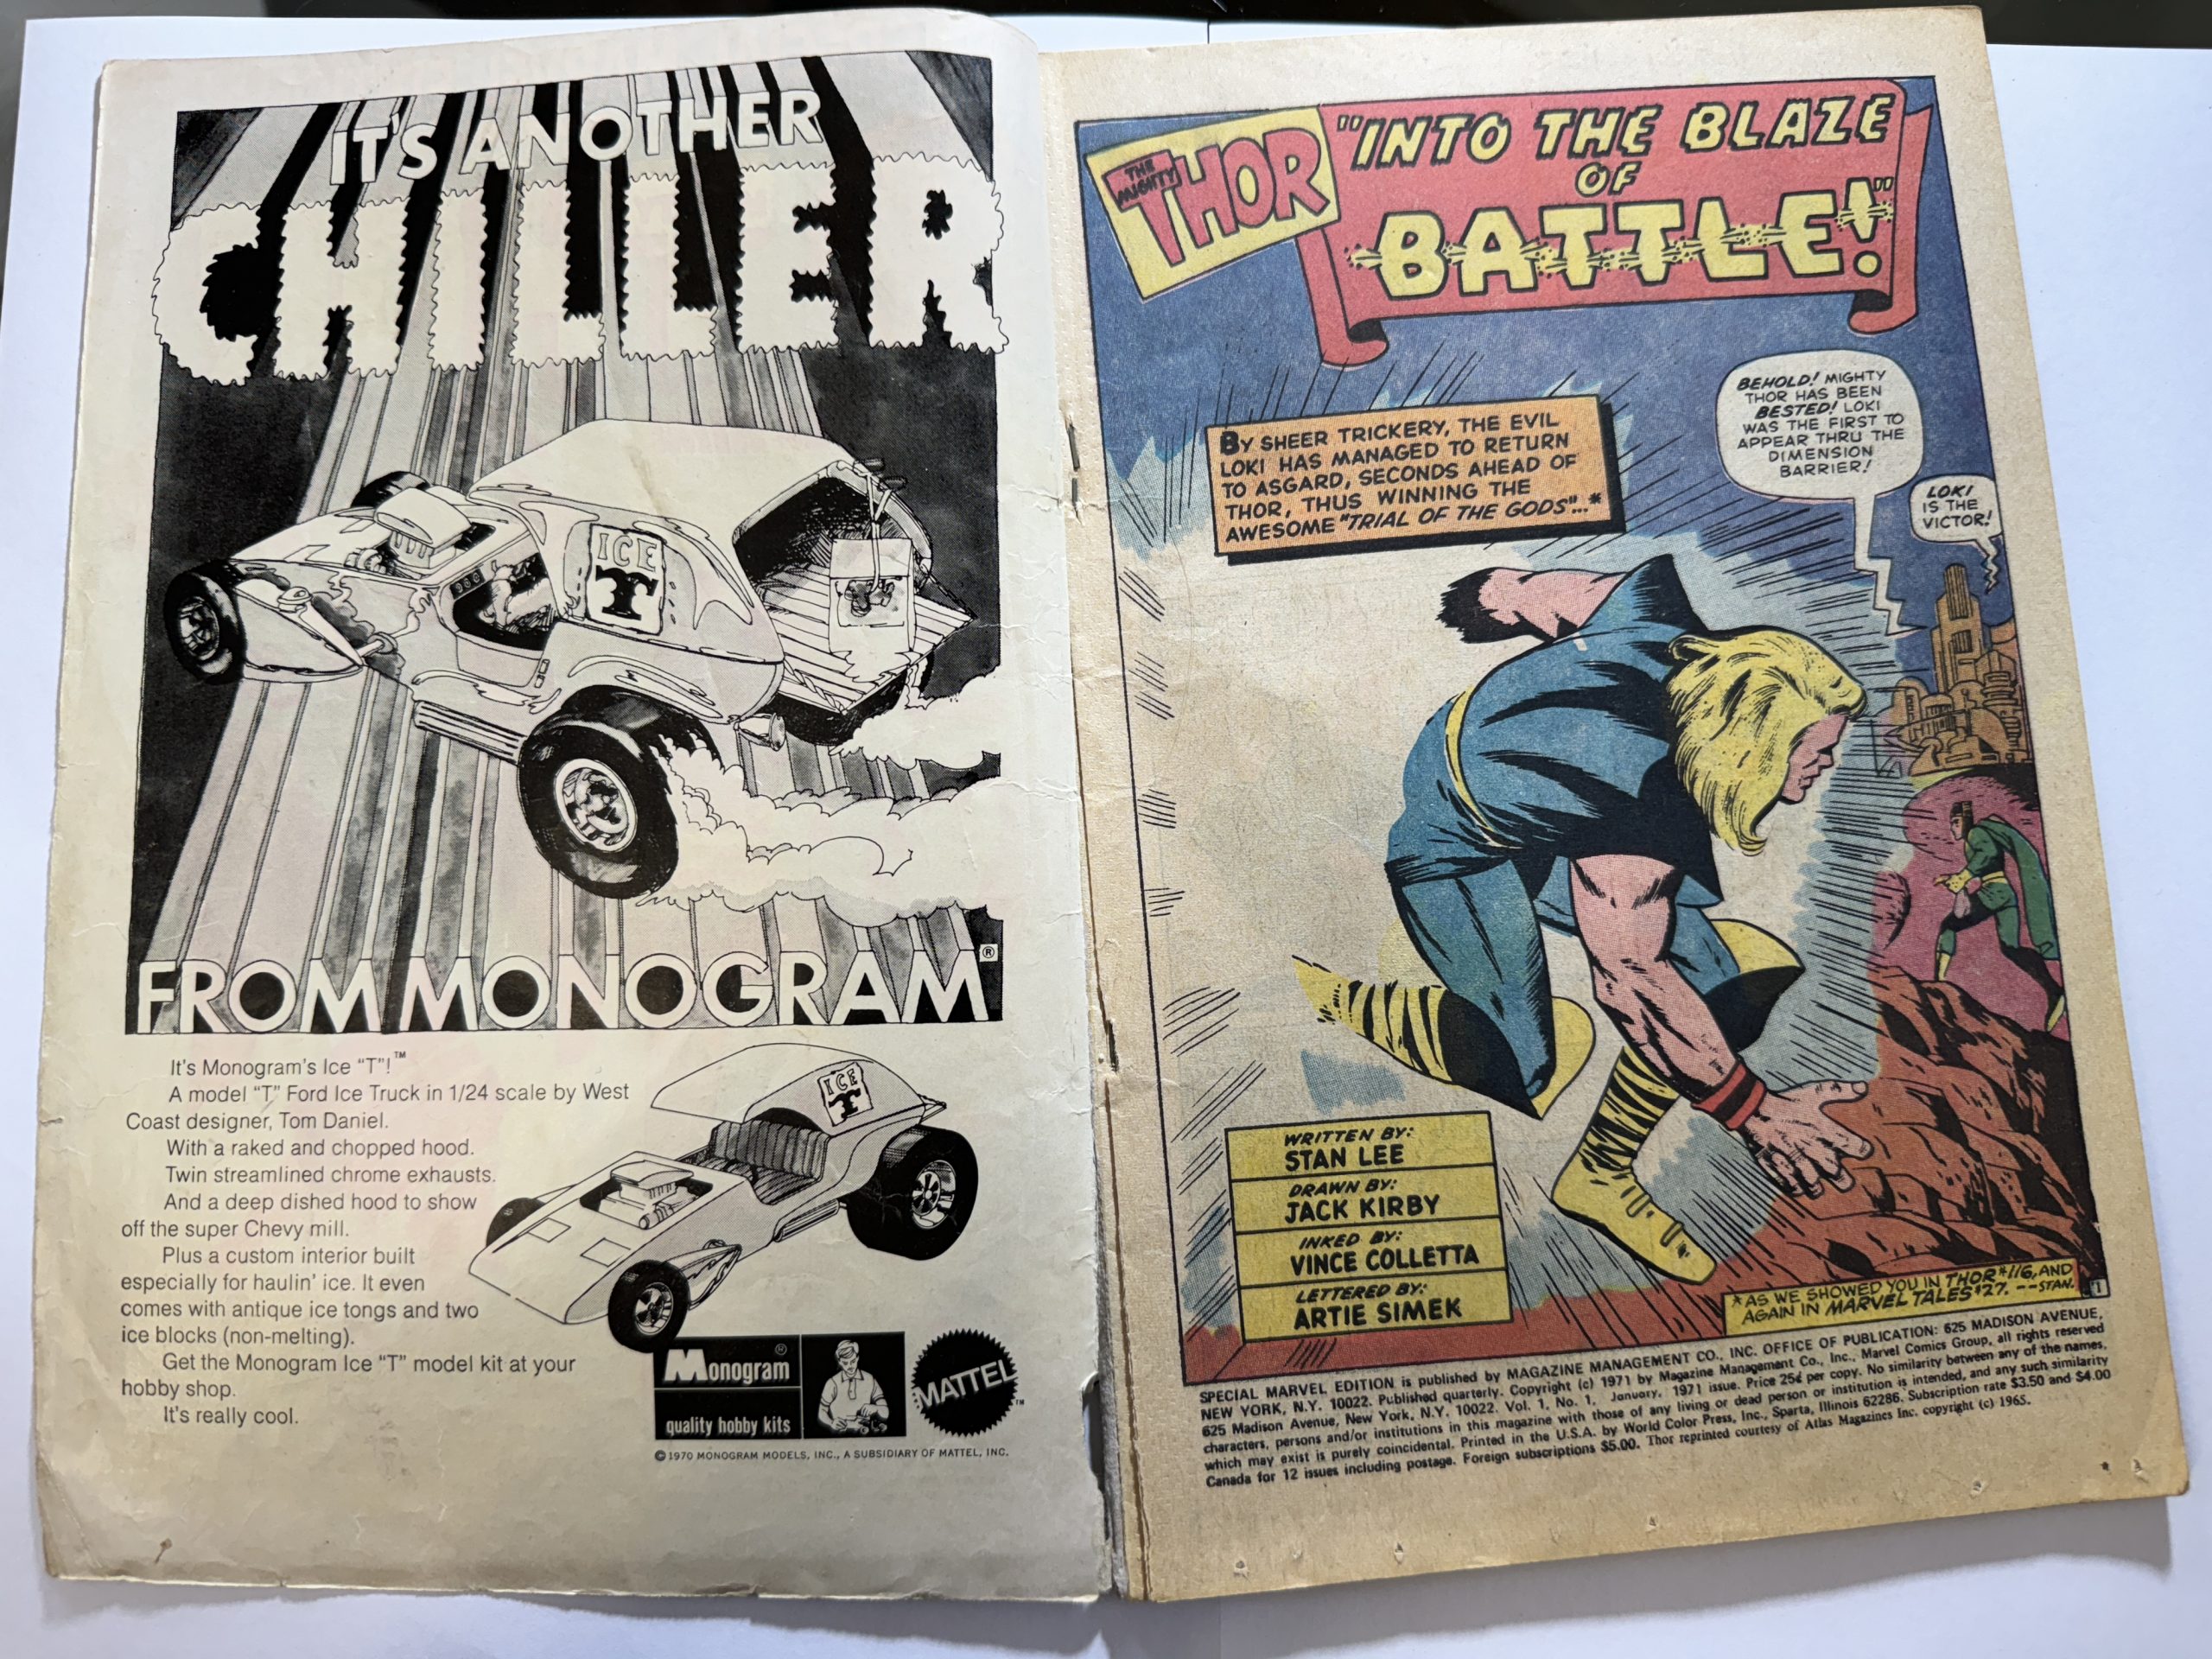 IT'S ANOTHER
CHILLER
ICE
T
FROM MONOGRAM®
It's Monogram's Ice "T"!™
A model "T" Ford Ice Truck in 1/24 scale by West
Coast designer, Tom Daniel.
With a raked and chopped hood.
Twin streamlined chrome exhausts.
And a deep dished hood to show
off the super Chevy mill.
Plus a custom interior built
especially for haulin' ice. It even
comes with antique ice tongs and two
ice blocks (non-melting).
Get the Monogram Ice "T" model kit at your
hobby shop.
It's really cool.
ICE
T
Monogram®
quality hobby kits
MATTEL™
© 1970 MONOGRAM MODELS, INC., A SUBSIDIARY OF MATTEL, INC.
THE
MIGHTY
THOR
"INTO THE BLAZE
OF
BATTLE!"
BY SHEER TRICKERY, THE EVIL
LOKI HAS MANAGED TO RETURN
TO ASGARD, SECONDS AHEAD OF
THOR, THUS WINNING THE
AWESOME "TRIAL OF THE GODS"...*
BEHOLD! MIGHTY
THOR HAS BEEN
BESTED! LOKI
WAS THE FIRST TO
APPEAR THRU THE
DIMENSION
BARRIER!
LOKI
IS THE
VICTOR!
WRITTEN BY:
STAN LEE
DRAWN BY:
JACK KIRBY
INKED BY:
VINCE COLLETTA
LETTERED BY:
ARTIE SIMEK
*AS WE SHOWED YOU IN THOR #116, AND
AGAIN IN MARVEL TALES #27. --STAN.
1
SPECIAL MARVEL EDITION is published by MAGAZINE MANAGEMENT CO., INC. OFFICE OF PUBLICATION: 625 MADISON AVENUE,
NEW YORK, N.Y. 10022. Published quarterly. Copyright (c) 1971 by Magazine Management Co., Inc., Marvel Comics Group, all rights reserved
625 Madison Avenue, New York, N.Y. 10022. Vol. 1, No. 1, January, 1971 issue. Price 25¢ per copy. No similarity between any of the names,
characters, persons and/or institutions in this magazine with those of any living or dead person or institution is intended, and any such similarity
which may exist is purely coincidental. Printed in the U.S.A. by World Color Press, Inc., Sparta, Illinois 62286. Subscription rate $3.50 and $4.00
Canada for 12 issues including postage. Foreign subscriptions $5.00. Thor reprinted courtesy of Atlas Magazines Inc. copyright (c) 1965.